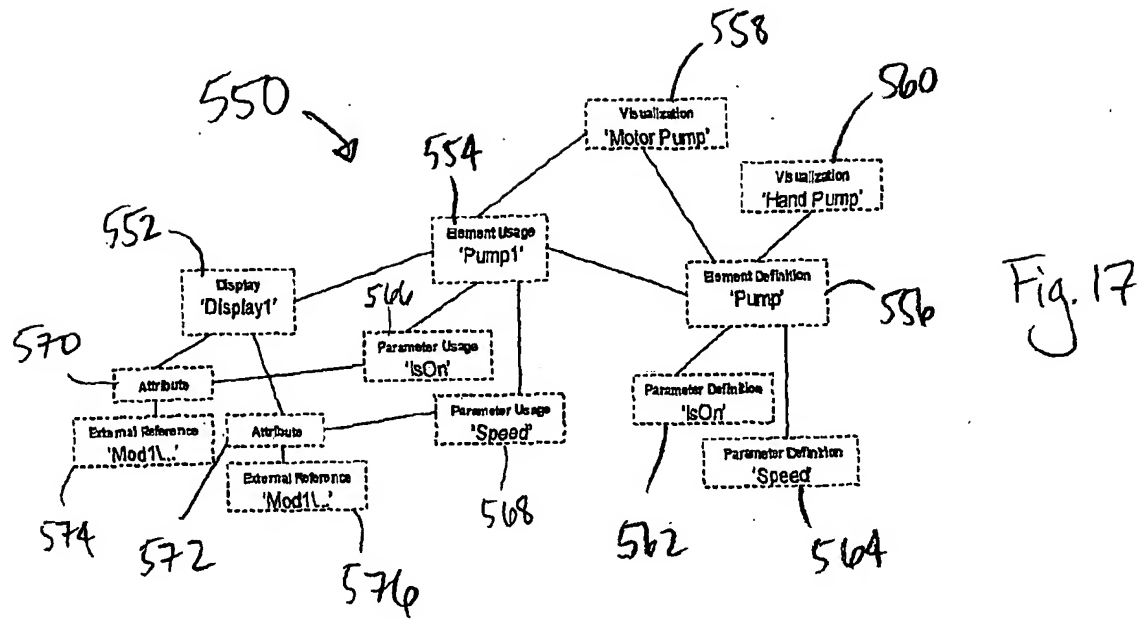 558
560
550
Visualization
'Motor Pump'
554
Visualization
'Hand Pump'
552
Element Usage
'Pump1'
Display
'Display1'
Element Definition
'Pump'
556
Fig. 17
566
570
Parameter Usage
'IsOn'
Attribute
Parameter Definition
'IsOn'
External Reference
'Mod1\..'
Attribute
Parameter Usage
'Speed'
Parameter Definition
'Speed'
External Reference
'Mod1\..'
574
572
576
568
562
564